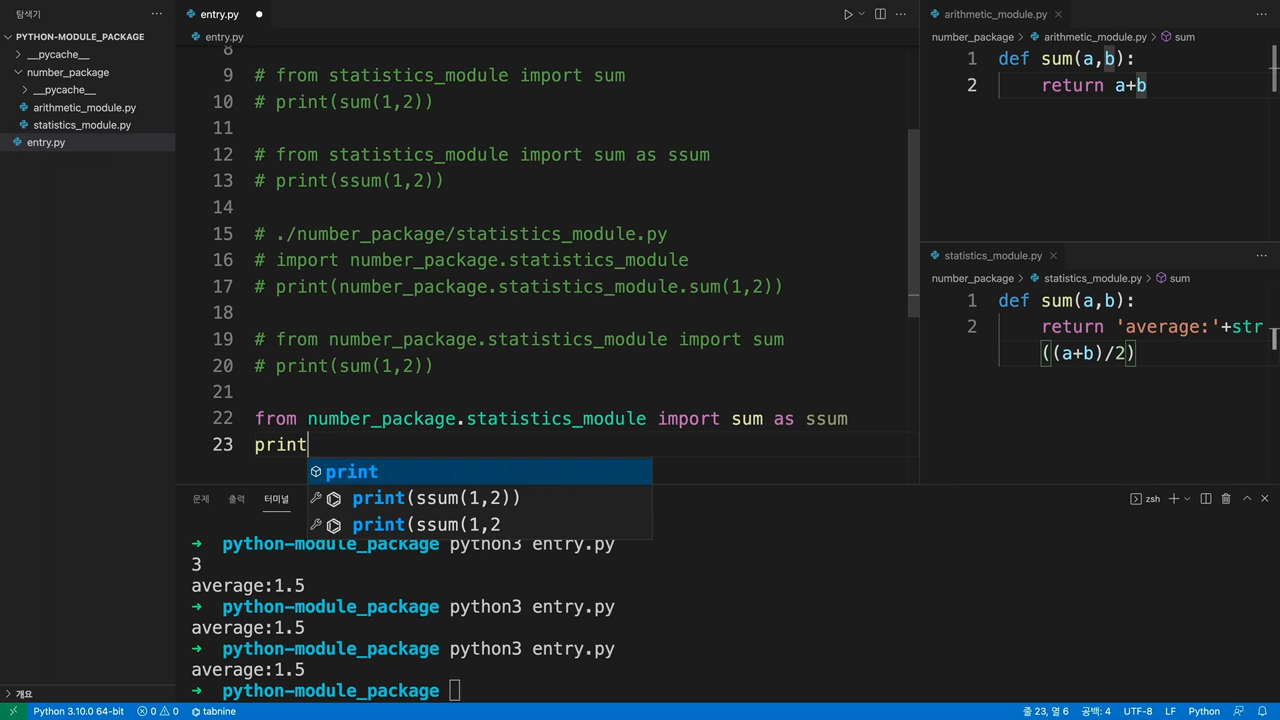 탐색기
PYTHON-MODULE_PACKAGE
__pycache__
number_package
__pycache__
arithmetic_module.py
statistics_module.py
entry.py
개요
entry.py
entry.py
8
9 # from statistics_module import sum
10 # print(sum(1,2))
11
12 # from statistics_module import sum as ssum
13 # print(ssum(1,2))
14
15 # ./number_package/statistics_module.py
16 # import number_package.statistics_module
17 # print(number_package.statistics_module.sum(1,2))
18
19 # from number_package.statistics_module import sum
20 # print(sum(1,2))
21
22 from number_package.statistics_module import sum as ssum
23 print
print
print(ssum(1,2))
print(ssum(1,2
arithmetic_module.py
number_package > arithmetic_module.py > sum
1 def sum(a,b):
2 return a+b
statistics_module.py
number_package > statistics_module.py > sum
1 def sum(a,b):
2 return 'average:'+str
((a+b)/2)
문제 출력 터미널 zsh
→ python-module_package python3 entry.py
3
average:1.5
→ python-module_package python3 entry.py
average:1.5
→ python-module_package python3 entry.py
average:1.5
→ python-module_package
Python 3.10.0 64-bit 0 0 tabnine 줄 23, 열 6 공백: 4 UTF-8 LF Python